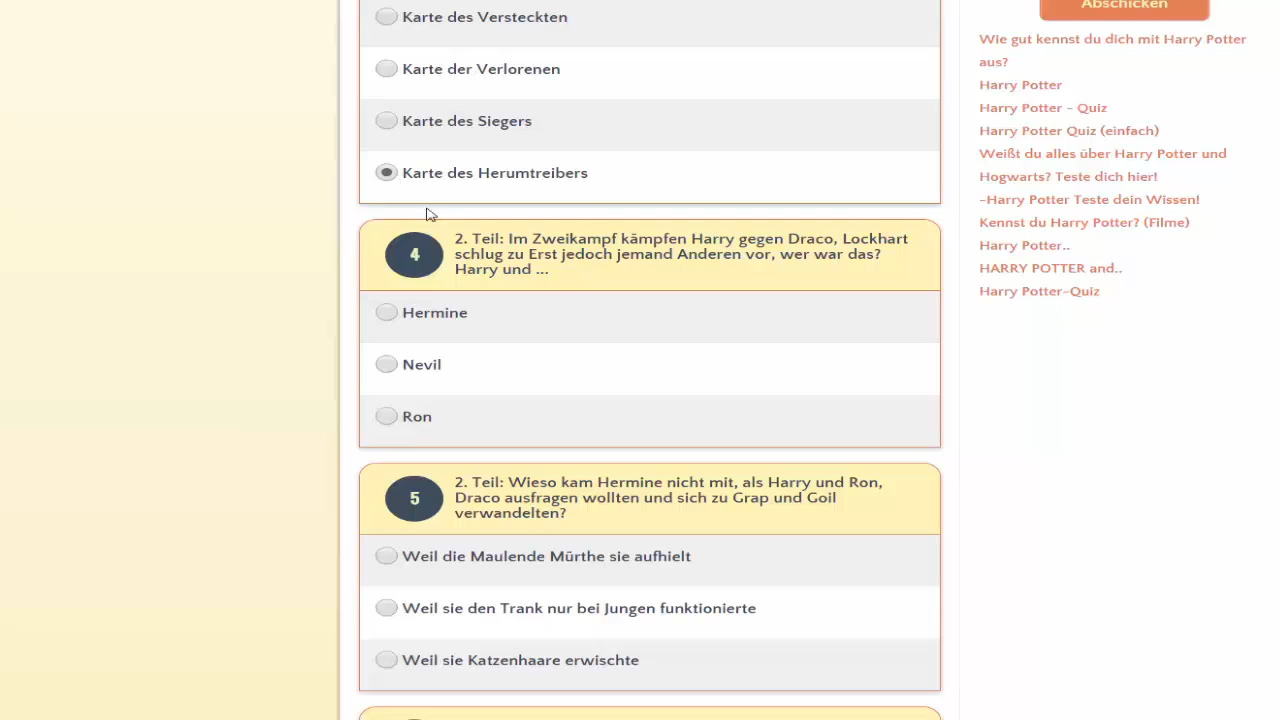 Karte des Versteckten
Karte der Verlorenen
Karte des Siegers
Karte des Herumtreibers
4
2. Teil: Im Zweikampf kämpfen Harry gegen Draco, Lockhart
schlug zu Erst jedoch jemand Anderen vor, wer war das?
Harry und ...
Hermine
Nevil
Ron
5
2. Teil: Wieso kam Hermine nicht mit, als Harry und Ron,
Draco ausfragen wollten und sich zu Grap und Goil
verwandelten?
Weil die Maulende Mürthe sie aufhielt
Weil sie den Trank nur bei Jungen funktionierte
Weil sie Katzenhaare erwischte
Abschicken
Wie gut kennst du dich mit Harry Potter
aus?
Harry Potter
Harry Potter - Quiz
Harry Potter Quiz (einfach)
Weißt du alles über Harry Potter und
Hogwarts? Teste dich hier!
-Harry Potter Teste dein Wissen!
Kennst du Harry Potter? (Filme)
Harry Potter..
HARRY POTTER and..
Harry Potter-Quiz